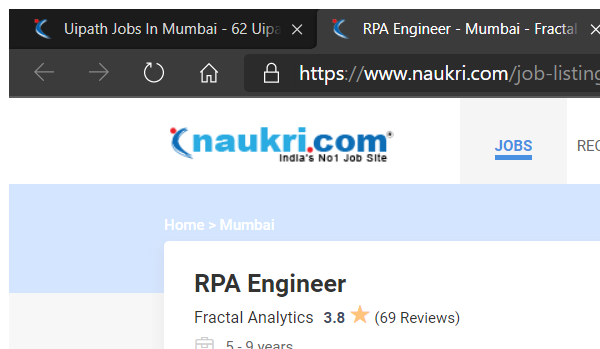 Uipath Jobs In Mumbai - 62 Uipa
RPA Engineer - Mumbai - Fractal
https://www.naukri.com/job-listing
naukri.com
India's No1 Job Site
JOBS
REC
Home > Mumbai
RPA Engineer
Fractal Analytics 3.8 (69 Reviews)
5 - 9 years